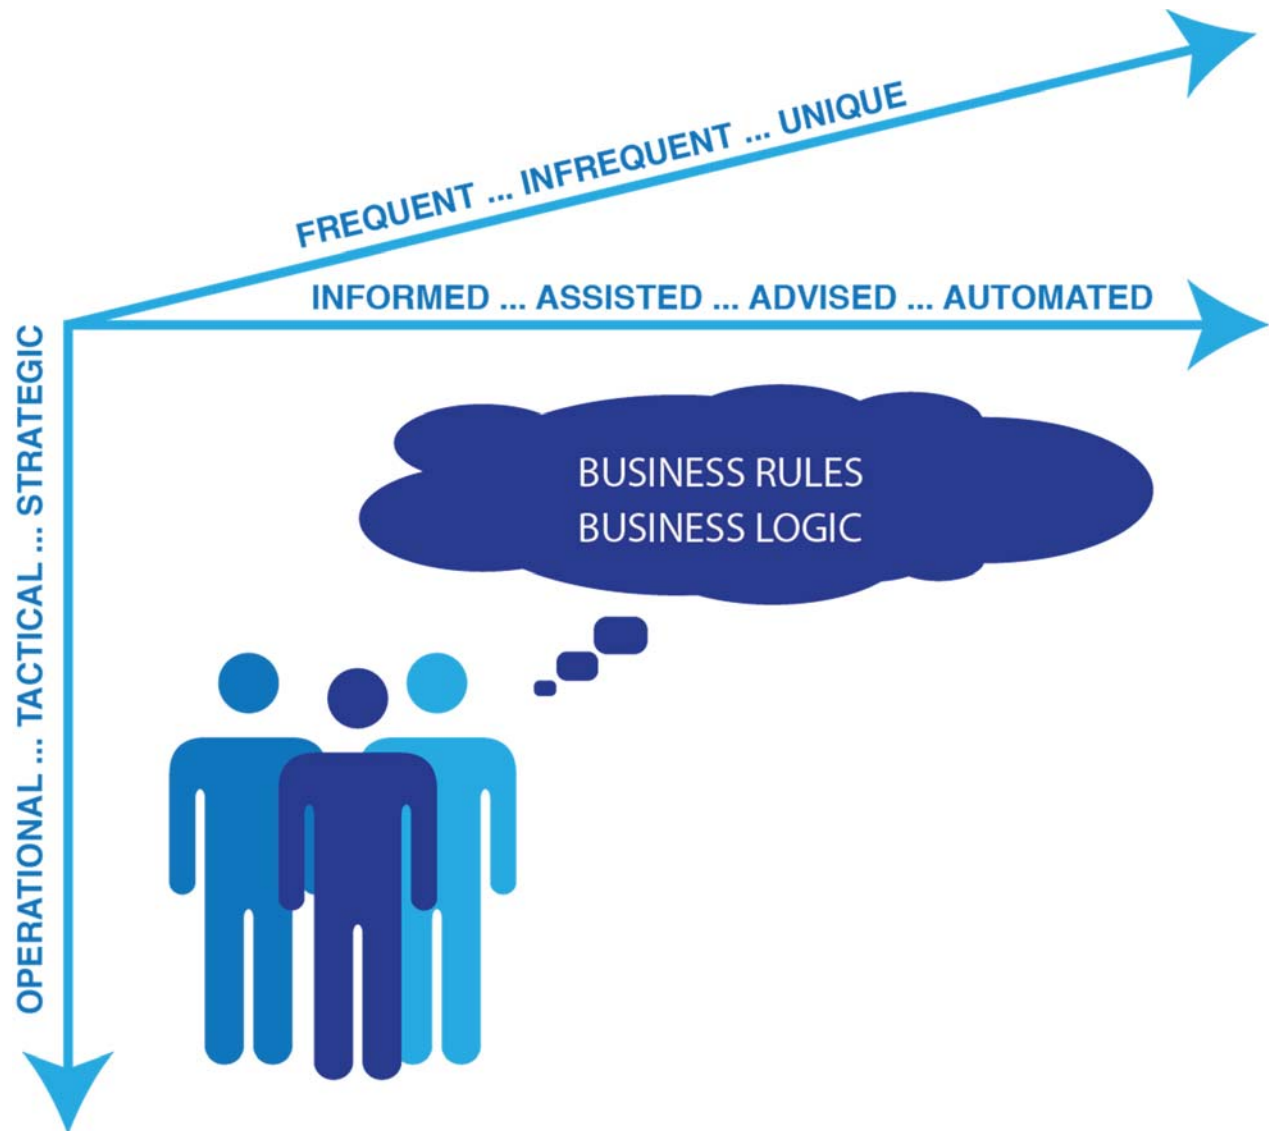 FREQUENT ... INFREQUENT ... UNIQUE
INFORMED ... ASSISTED ... ADVISED ... AUTOMATED
OPERATIONAL ... TACTICAL ... STRATEGIC
BUSINESS RULES
BUSINESS LOGIC